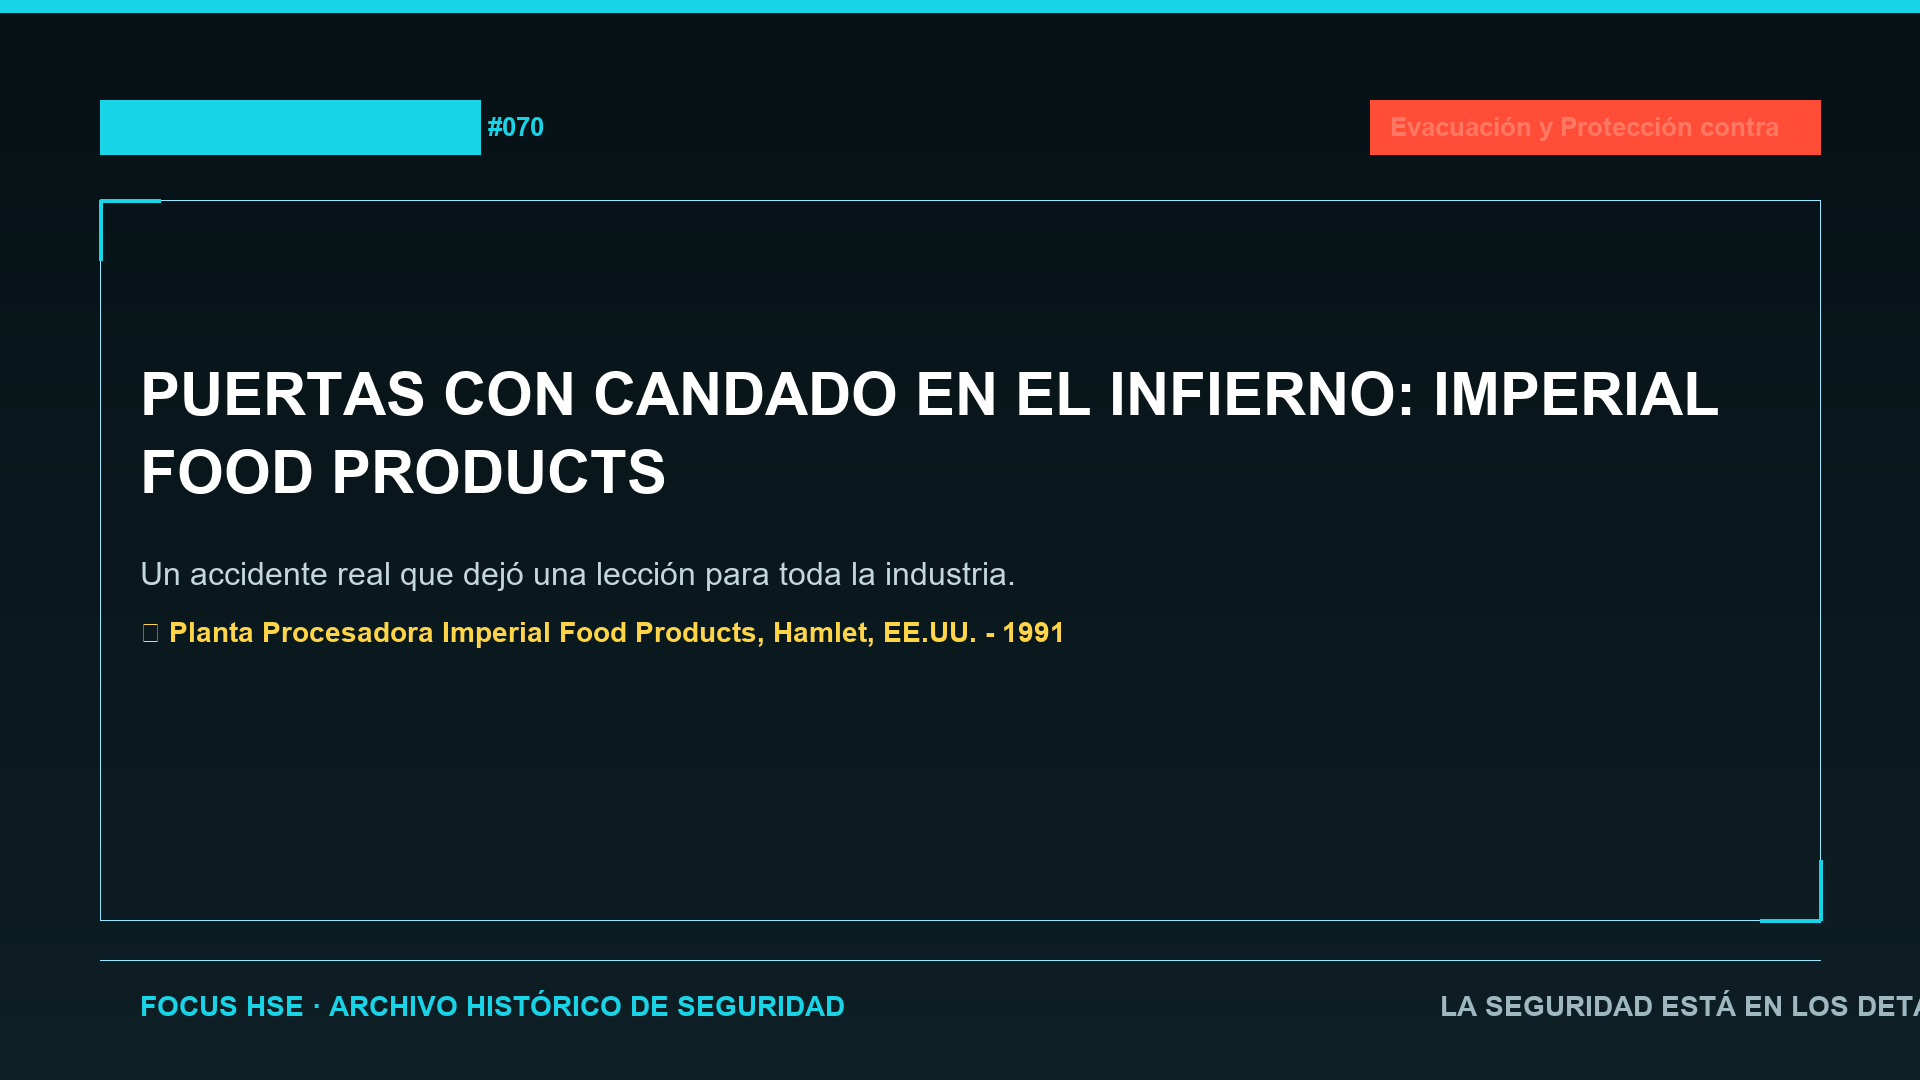 #070
Evacuación y Protección contra
PUERTAS CON CANDADO EN EL INFIERNO: IMPERIAL
FOOD PRODUCTS
Un accidente real que dejó una lección para toda la industria.
Planta Procesadora Imperial Food Products, Hamlet, EE.UU. - 1991
FOCUS HSE · ARCHIVO HISTÓRICO DE SEGURIDAD
LA SEGURIDAD ESTÁ EN LOS DETA